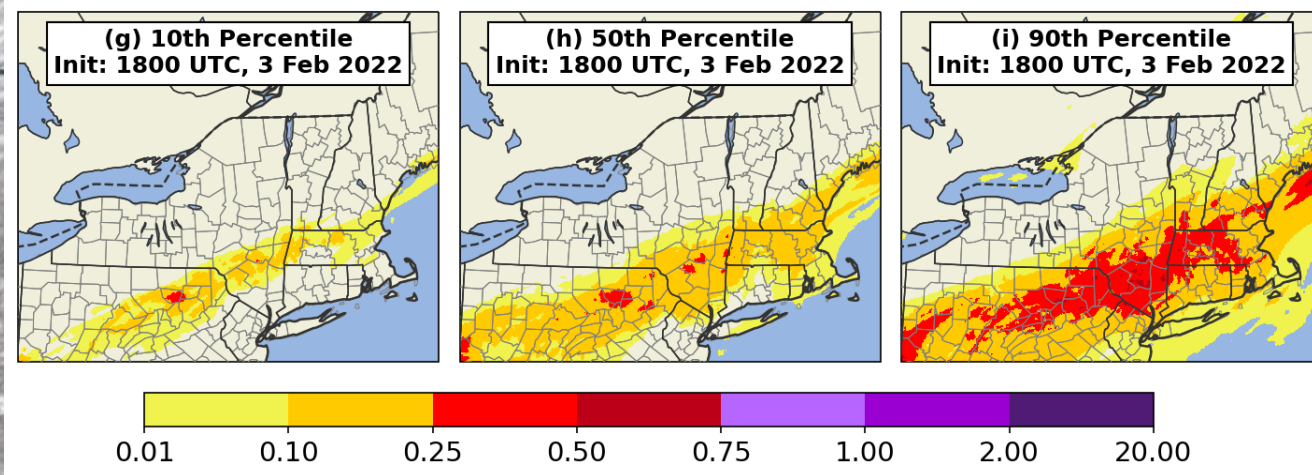 (g) 10th Percentile
Init: 1800 UTC, 3 Feb 2022
(h) 50th Percentile
Init: 1800 UTC, 3 Feb 2022
(i) 90th Percentile
Init: 1800 UTC, 3 Feb 2022
0.01 0.10 0.25 0.50 0.75 1.00 2.00 20.00